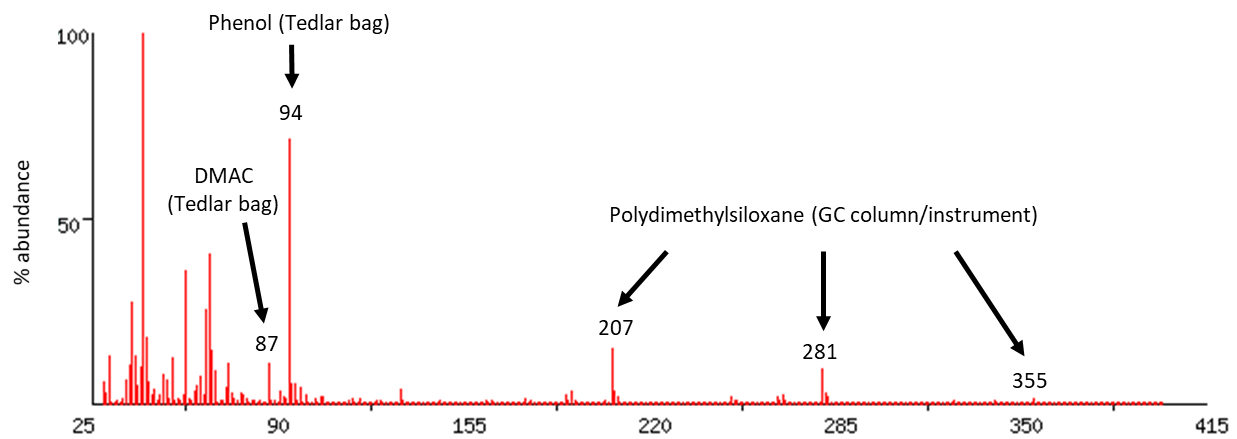 Phenol (Tedlar bag)
100
94
DMAC
(Tedlar bag)
% abundance
50
Polydimethylsiloxane (GC column/instrument)
87
207
281
355
25
90
155
220
285
350
415